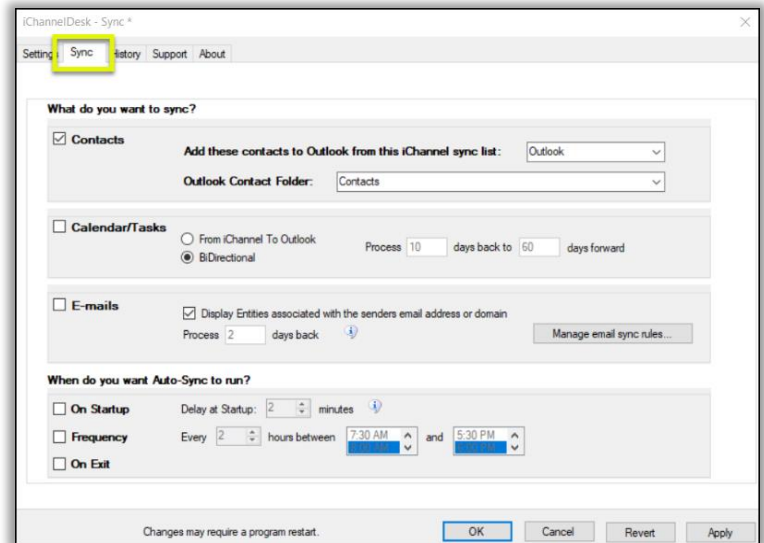 iChannelDesk - Sync *
Settings Sync History Support About
What do you want to sync?
Contacts
Add these contacts to Outlook from this iChannel sync list: Outlook
Outlook Contact Folder: Contacts
Calendar/Tasks
From iChannel To Outlook
BiDirectional
Process 10 days back to 60 days forward
E-mails
Display Entities associated with the senders email address or domain
Process 2 days back
Manage email sync rules...
When do you want Auto-Sync to run?
On Startup Delay at Startup: 2 minutes
Frequency Every 2 hours between 7:30 AM and 5:30 PM
On Exit
Changes may require a program restart. OK Cancel Revert Apply